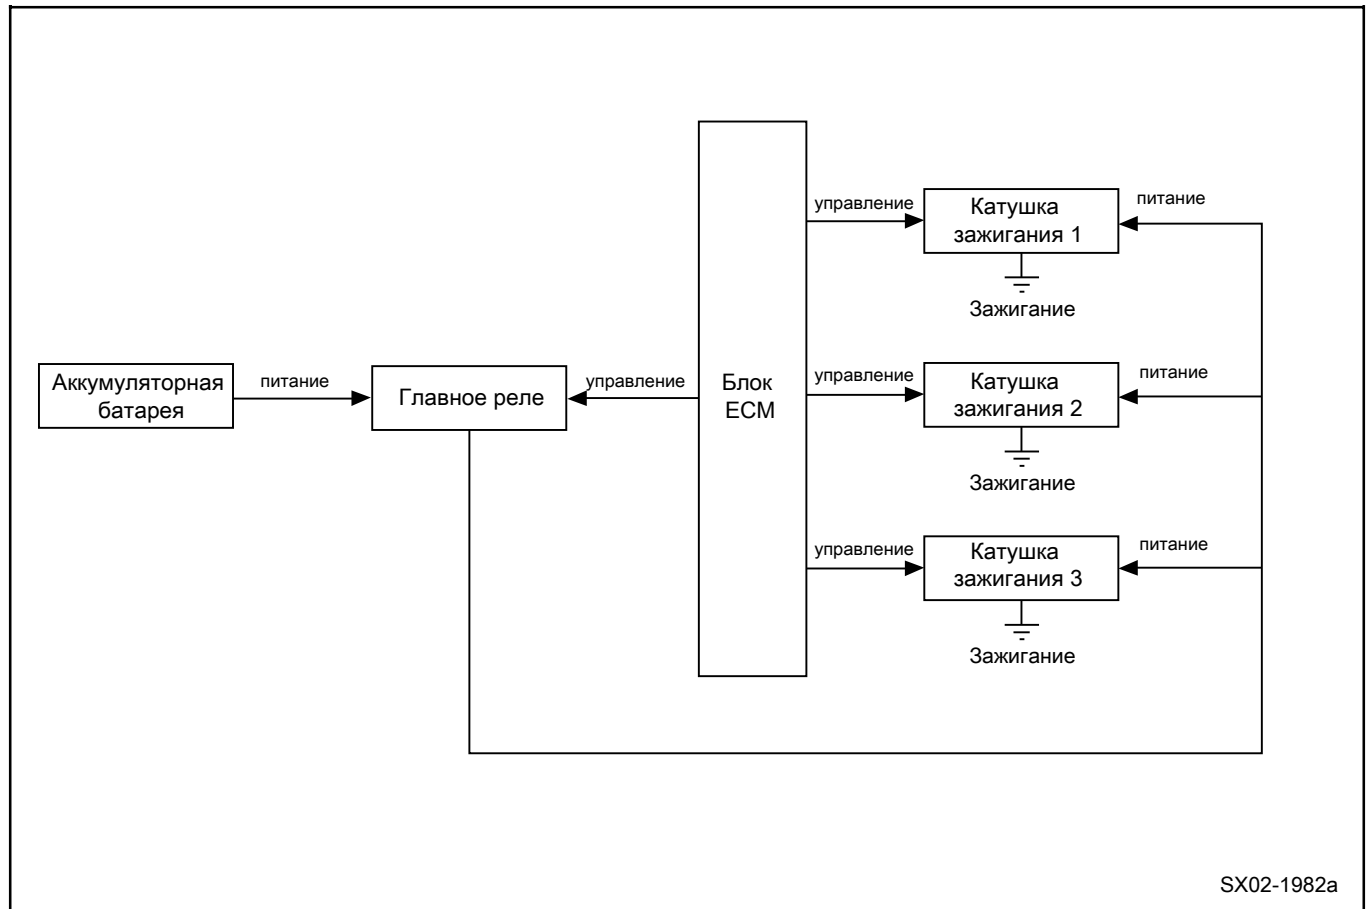 управление
Катушка
зажигания 1
питание
Зажигание
Аккумуляторная
батарея
питание
Главное реле
управление
Блок
ECM
управление
Катушка
зажигания 2
питание
Зажигание
управление
Катушка
зажигания 3
питание
Зажигание
SX02-1982a